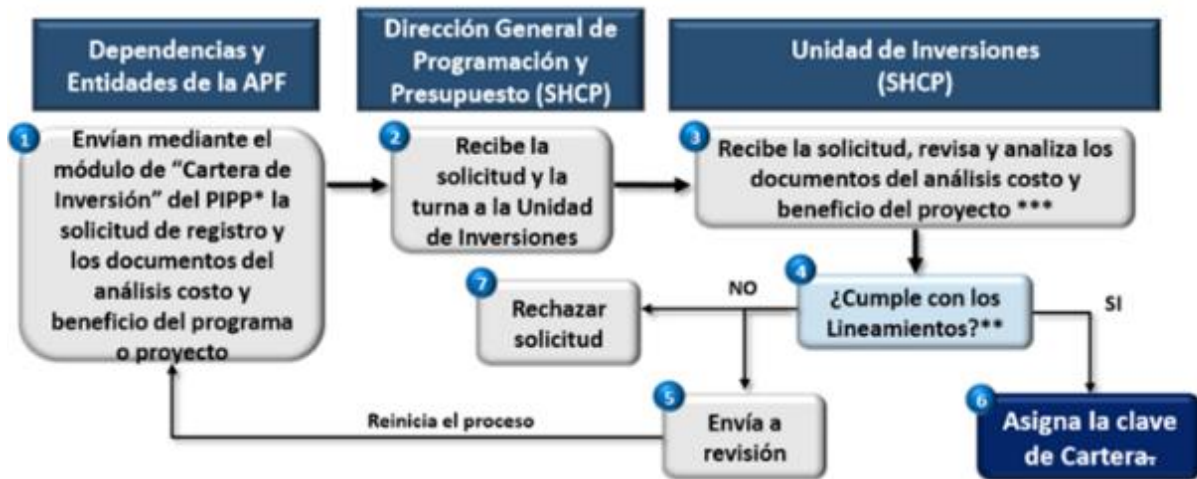 Dependencias y
Entidades de la APF
Dirección General de
Programación y
Presupuesto (SHCP)
Unidad de Inversiones
(SHCP)
1
Envían mediante el
módulo de “Cartera de
Inversión” del PIPP* la
solicitud de registro y
los documentos del
análisis costo y
beneficio del programa
o proyecto
2
Recibe la
solicitud y la
turna a la Unidad
de Inversiones
3
Recibe la solicitud, revisa y analiza los
documentos del análisis costo y
beneficio del proyecto ***
4
¿Cumple con los
Lineamientos?**
NO
SI
7
Rechazar
solicitud
5
Envía a
revisión
Reinicia el proceso
6
Asigna la clave
de Cartera.